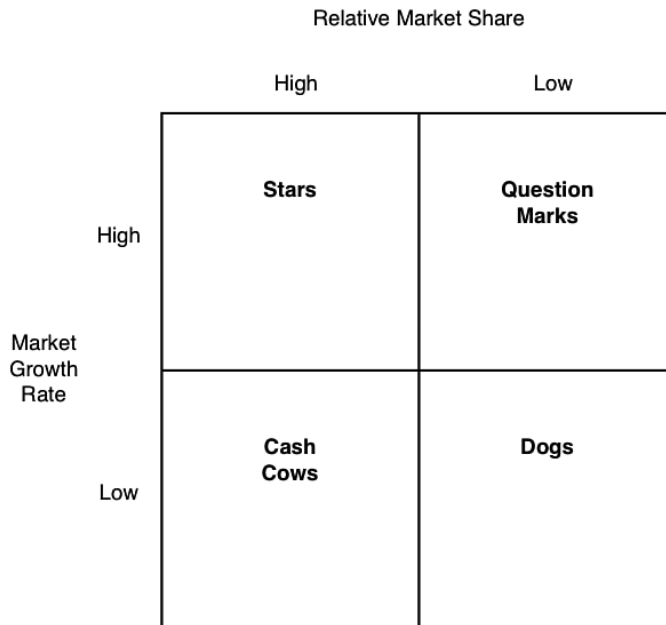 Relative Market Share
High
Low
Stars
Question
Marks
High
Market
Growth
Rate
Cash
Cows
Dogs
Low